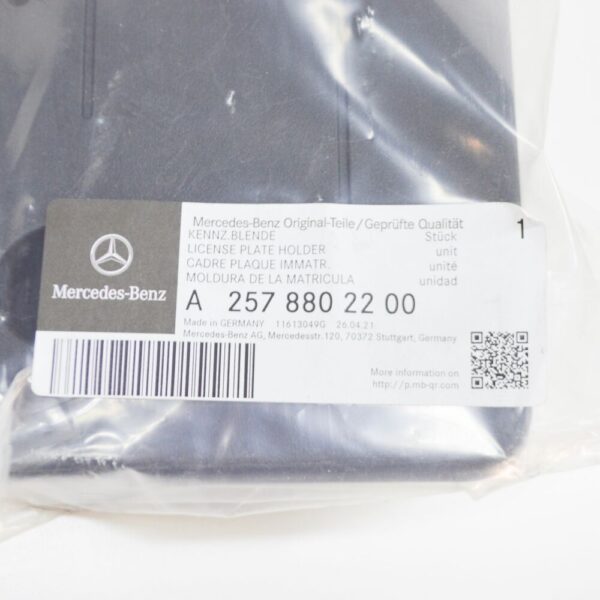 Mercedes-Benz Original-Teile/Geprüfte Qualität
KENNZ.BLENDE Stück 1
LICENSE PLATE HOLDER unit
CADRE PLAQUE IMMATR. unité
MOLDURA DE LA MATRICULA unidad
Mercedes-Benz
A 257 880 22 00
Made in GERMANY 11613049G 26.04.21
Mercedes-Benz AG, Mercedesstr.120, 70372 Stuttgart, Germany
More information on
http://p.mb-qr.com/